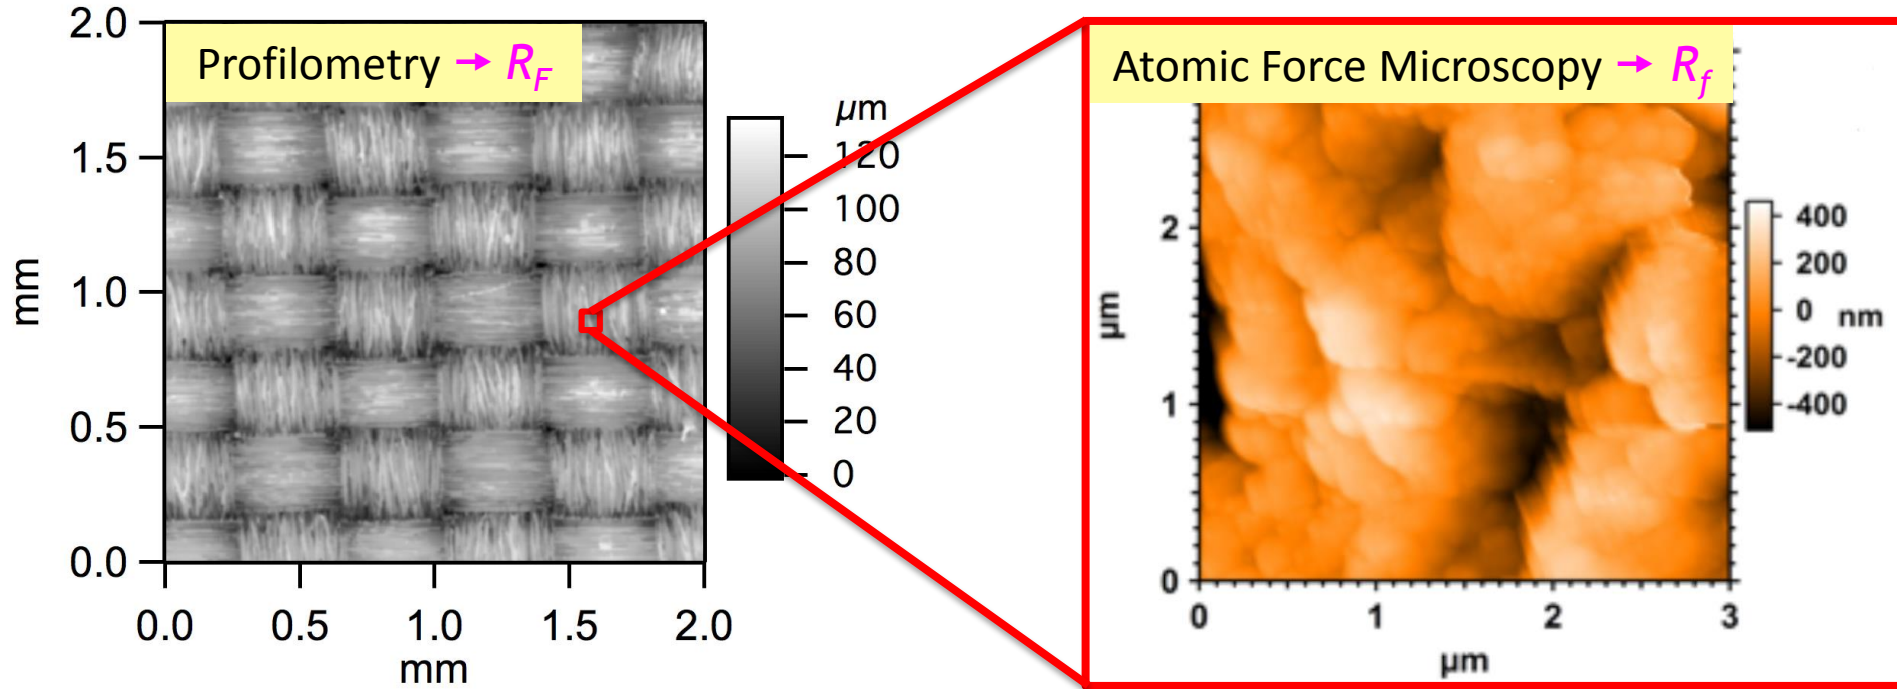 Profilometry → R_F
2.0
1.5
1.0
0.5
0.0
mm
0.0 0.5 1.0 1.5 2.0
mm
µm
120
100
80
60
40
20
0
Atomic Force Microscopy → R_f
µm
2
1
0
0 1 2 3
µm
400
200
0
-200
-400
nm